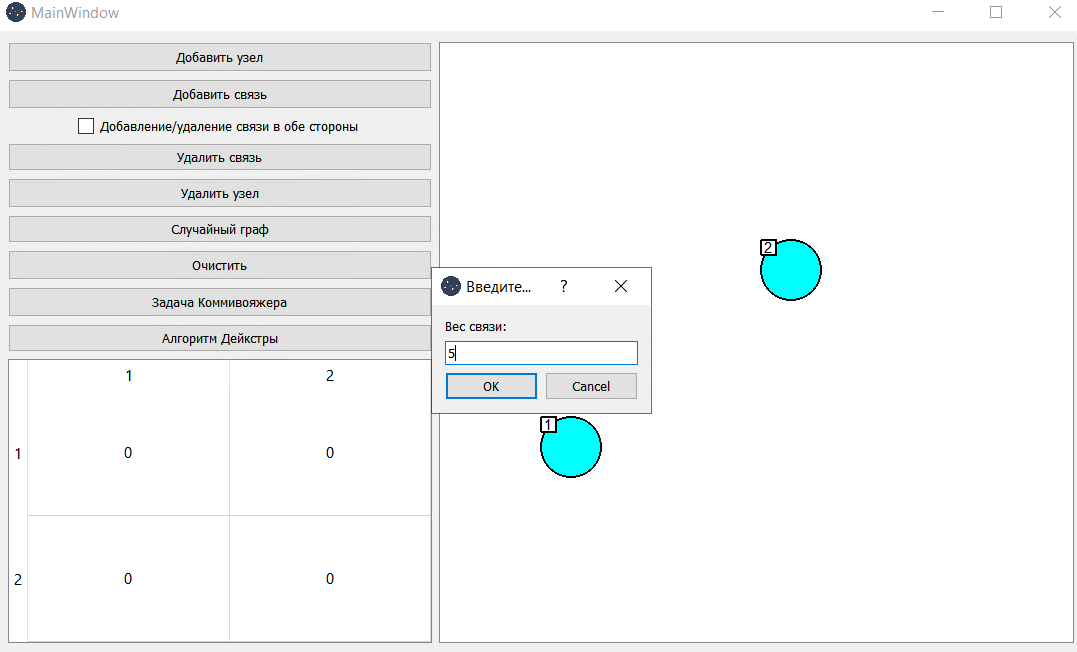 MainWindow
Добавить узел
Добавить связь
Добавление/удаление связи в обе стороны
Удалить связь
Удалить узел
Случайный граф
Очистить
Задача Коммивояжера
Алгоритм Дейкстры
1 2
1 0 0
2 0 0
2
Введите... ?
Вес связи:
5
OK Cancel
1